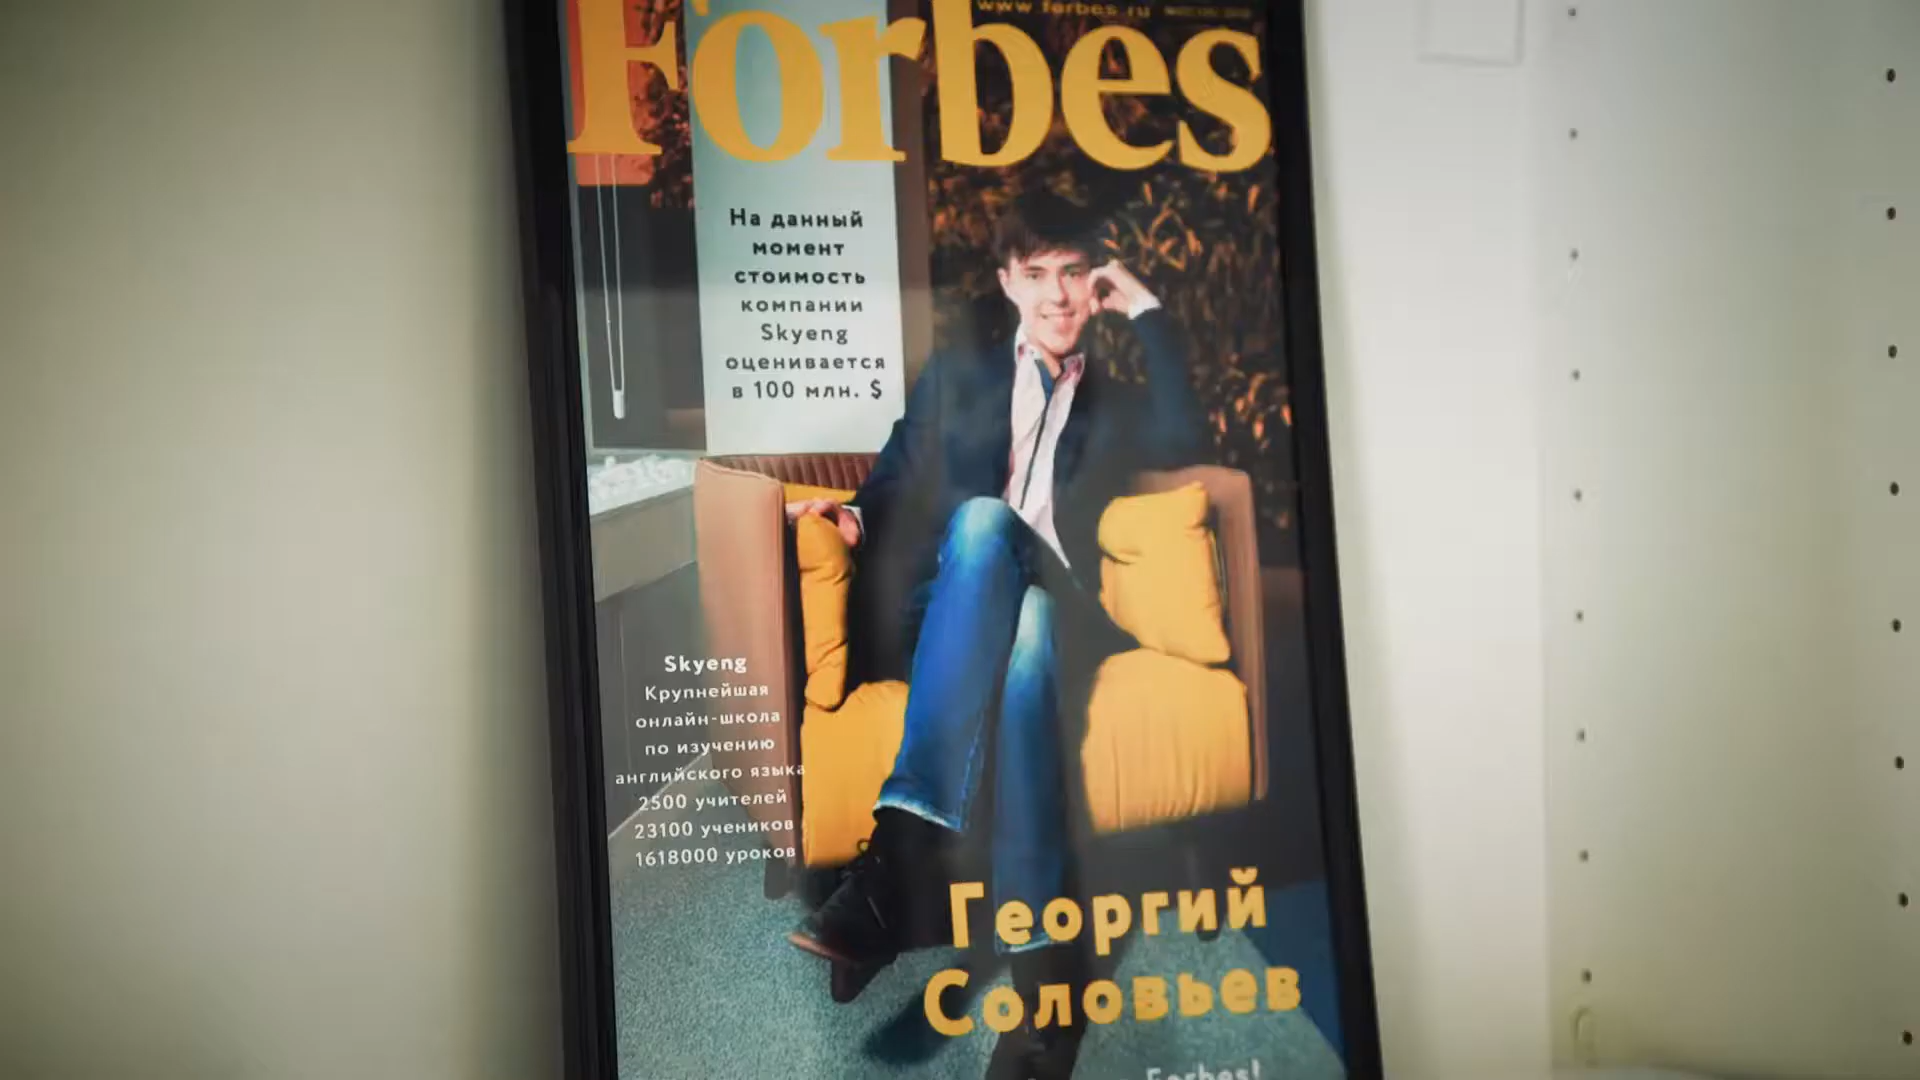 www forbes ru
Forbes
На данный
момент
стоимость
компании
Skyeng
оценивается
в 100 млн. $
Skyeng
Крупнейшая
онлайн-школа
по изучению
английского языка
2500 учителей
23100 учеников
1618000 уроков
Георгий
Соловьев
Forbes!